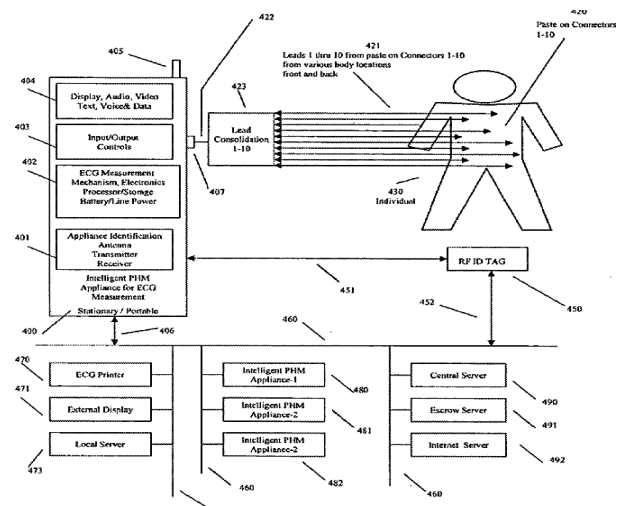 422
420
405
421
Paste on Connectors
1-10
Leads 1 thru 10 from paste on Connectors 1-10
from various body locations
front and back
404
Display, Audio, Video
Text, Voice& Data
423
403
Input/Output
Controls
Lead
Consolidation
1-10
402
ECG Measurement
Mechanism, Electronics
Processor/Storage
Battery/Line Power
407
430
Individual
401
Appliance Identification
Antenna
Transmitter
Receiver
RF ID TAG
Intelligent PHM
Appliance for ECG
Measurement
451
452
450
400
Stationary / Portable
406
460
470
ECG Printer
Intelligent PHM
Appliance-1
480
Central Server
490
471
External Display
Intelligent PHM
Appliance-2
481
Escrow Server
491
Local Server
Intelligent PHM
Appliance-2
Internet Server
473
460
482
460
492